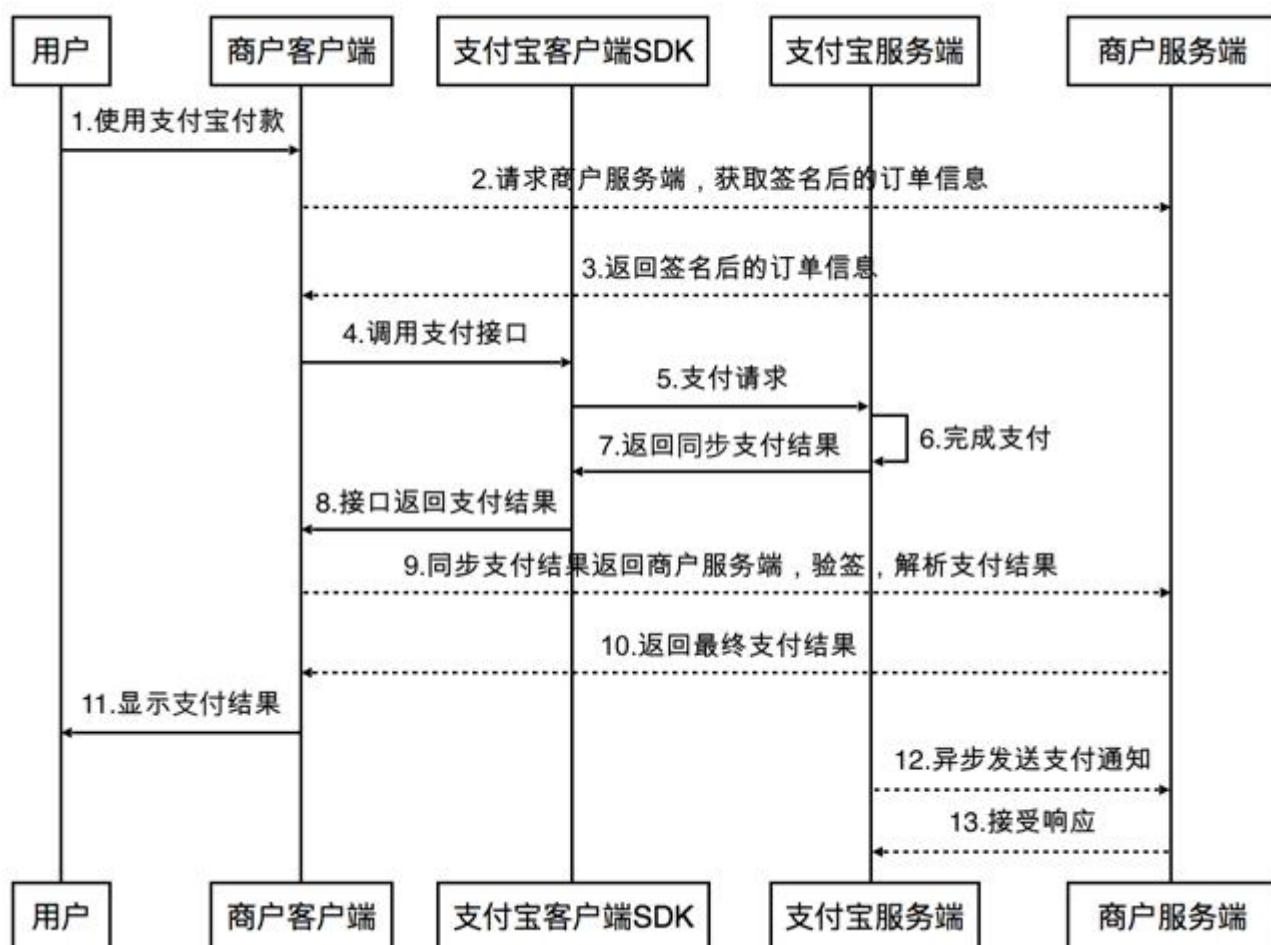 用户
商户客户端
支付宝客户端SDK
支付宝服务端
商户服务端
1.使用支付宝付款
2.请求商户服务端，获取签名后的订单信息
3.返回签名后的订单信息
4.调用支付接口
5.支付请求
6.完成支付
7.返回同步支付结果
8.接口返回支付结果
9.同步支付结果返回商户服务端，验签，解析支付结果
10.返回最终支付结果
11.显示支付结果
12.异步发送支付通知
13.接受响应
用户
商户客户端
支付宝客户端SDK
支付宝服务端
商户服务端